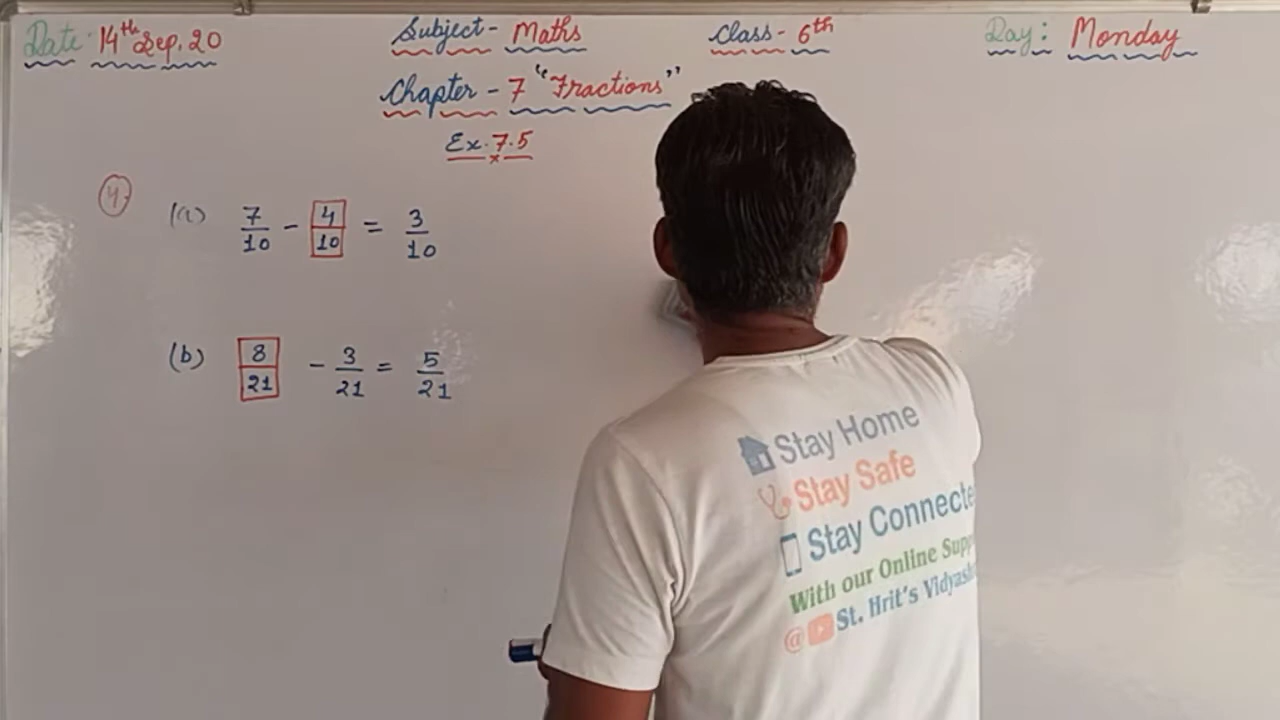 Date: 14th Sep. 20 Subject - Maths Class - 6th Day: Monday
Chapter - 7 "Fractions"
Ex. 7.5
4. (a) 7/10 - 4/10 = 3/10
(b) 8/21 - 3/21 = 5/21
Stay Home
Stay Safe
Stay Connecte
With our Online Supp
@ St. Hrit's Vidyash